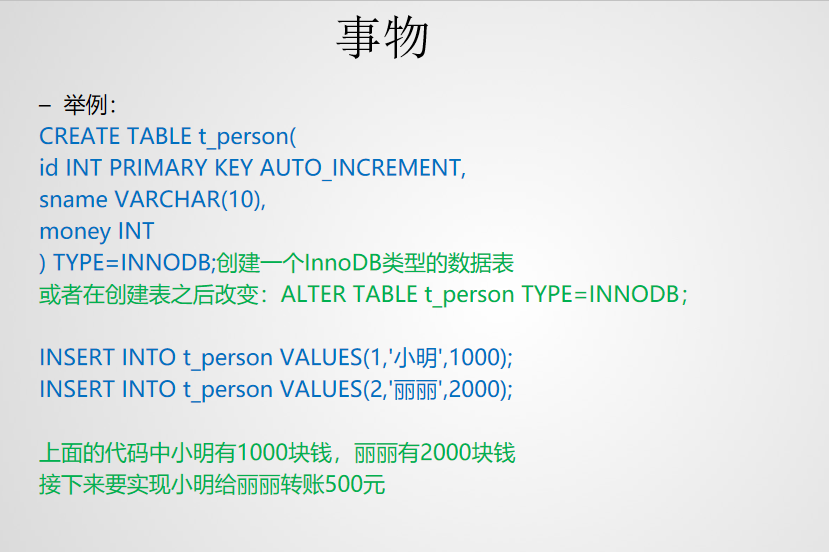 事物
– 举例：
CREATE TABLE t_person(
id INT PRIMARY KEY AUTO_INCREMENT,
sname VARCHAR(10),
money INT
) TYPE=INNODB;创建一个InnoDB类型的数据表
或者在创建表之后改变：ALTER TABLE t_person TYPE=INNODB；
INSERT INTO t_person VALUES(1,'小明',1000);
INSERT INTO t_person VALUES(2,'丽丽',2000);
上面的代码中小明有1000块钱，丽丽有2000块钱
接下来要实现小明给丽丽转账500元